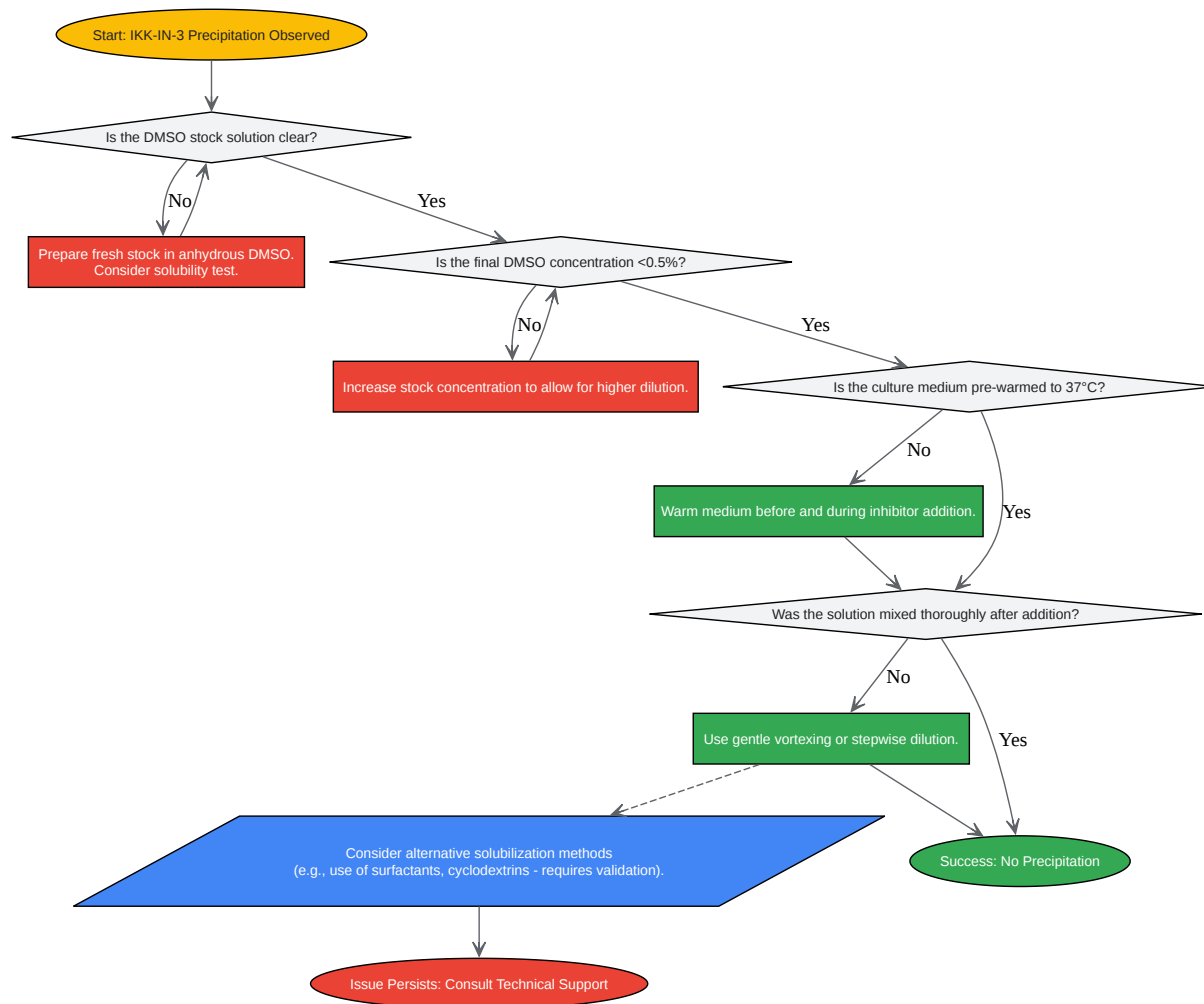 Start: IKK-IN-3 Precipitation Observed
Is the DMSO stock solution clear?
No
Yes
Prepare fresh stock in anhydrous DMSO.
Consider solubility test.
Is the final DMSO concentration <0.5%?
No
Yes
Increase stock concentration to allow for higher dilution.
Is the culture medium pre-warmed to 37°C?
No
Warm medium before and during inhibitor addition.
Yes
Was the solution mixed thoroughly after addition?
No
Use gentle vortexing or stepwise dilution.
Yes
Consider alternative solubilization methods
(e.g., use of surfactants, cyclodextrins - requires validation).
Success: No Precipitation
Issue Persists: Consult Technical Support